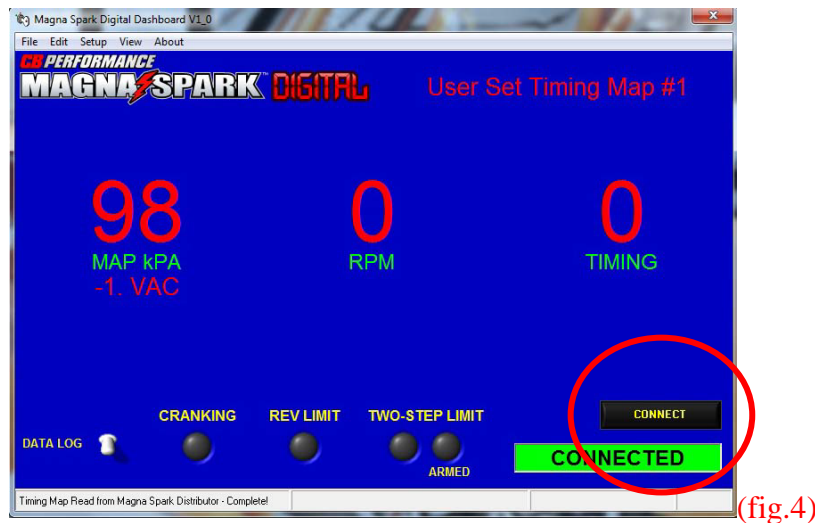 Magna Spark Digital Dashboard V1_0
File Edit Setup View About
CB PERFORMANCE
MAGNA SPARK™ DIGITAL
User Set Timing Map #1
98 0 0
MAP kPA RPM TIMING
-1. VAC
CONNECT
CRANKING REV LIMIT TWO-STEP LIMIT
DATA LOG
ARMED
CONNECTED
Timing Map Read from Magna Spark Distributor - Complete!
(fig.4)